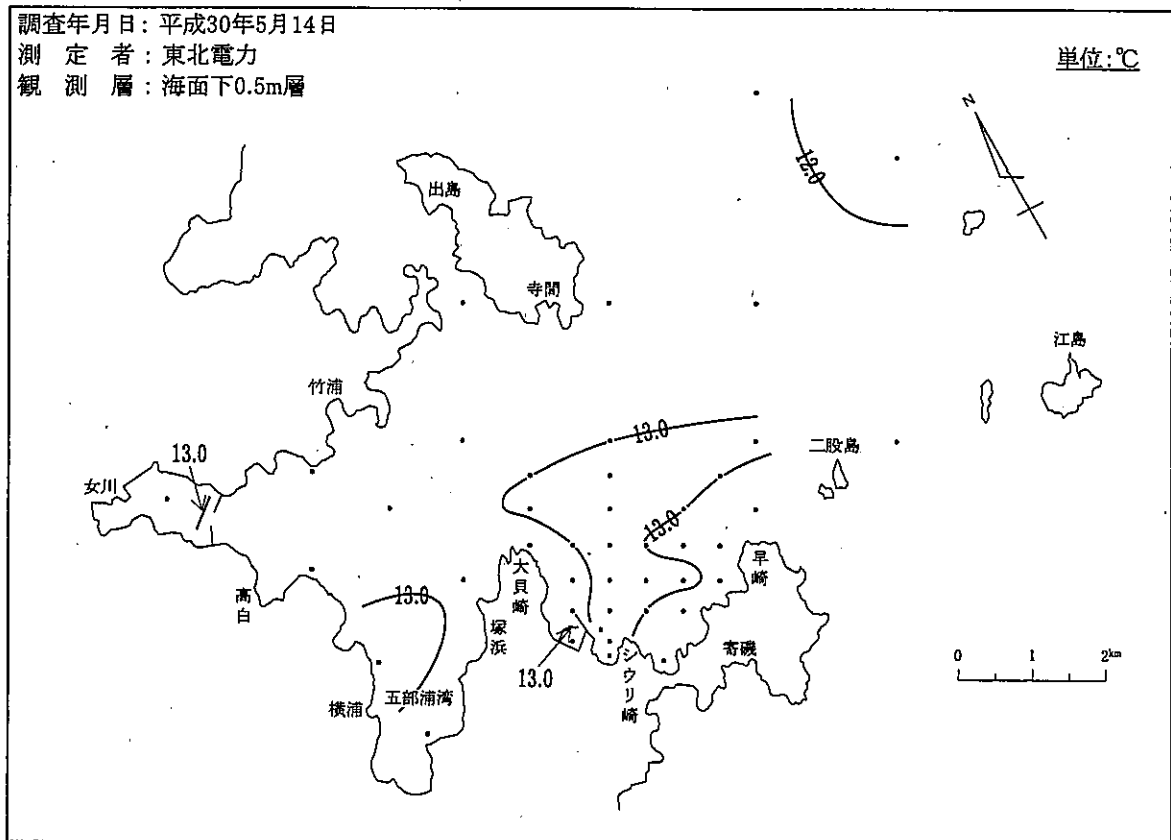 調査年月日：平成30年5月14日
測 定 者：東北電力
観 測 層：海面下0.5m層
単位：℃
N
12.0
出島
寺間
江島
竹浦
13.0
二股島
13.0
女川
13.0
早崎
大貝崎
高白
13.0
塚浜
寄磯
シウリ崎
13.0
五部浦湾
横浦
0 1 2km